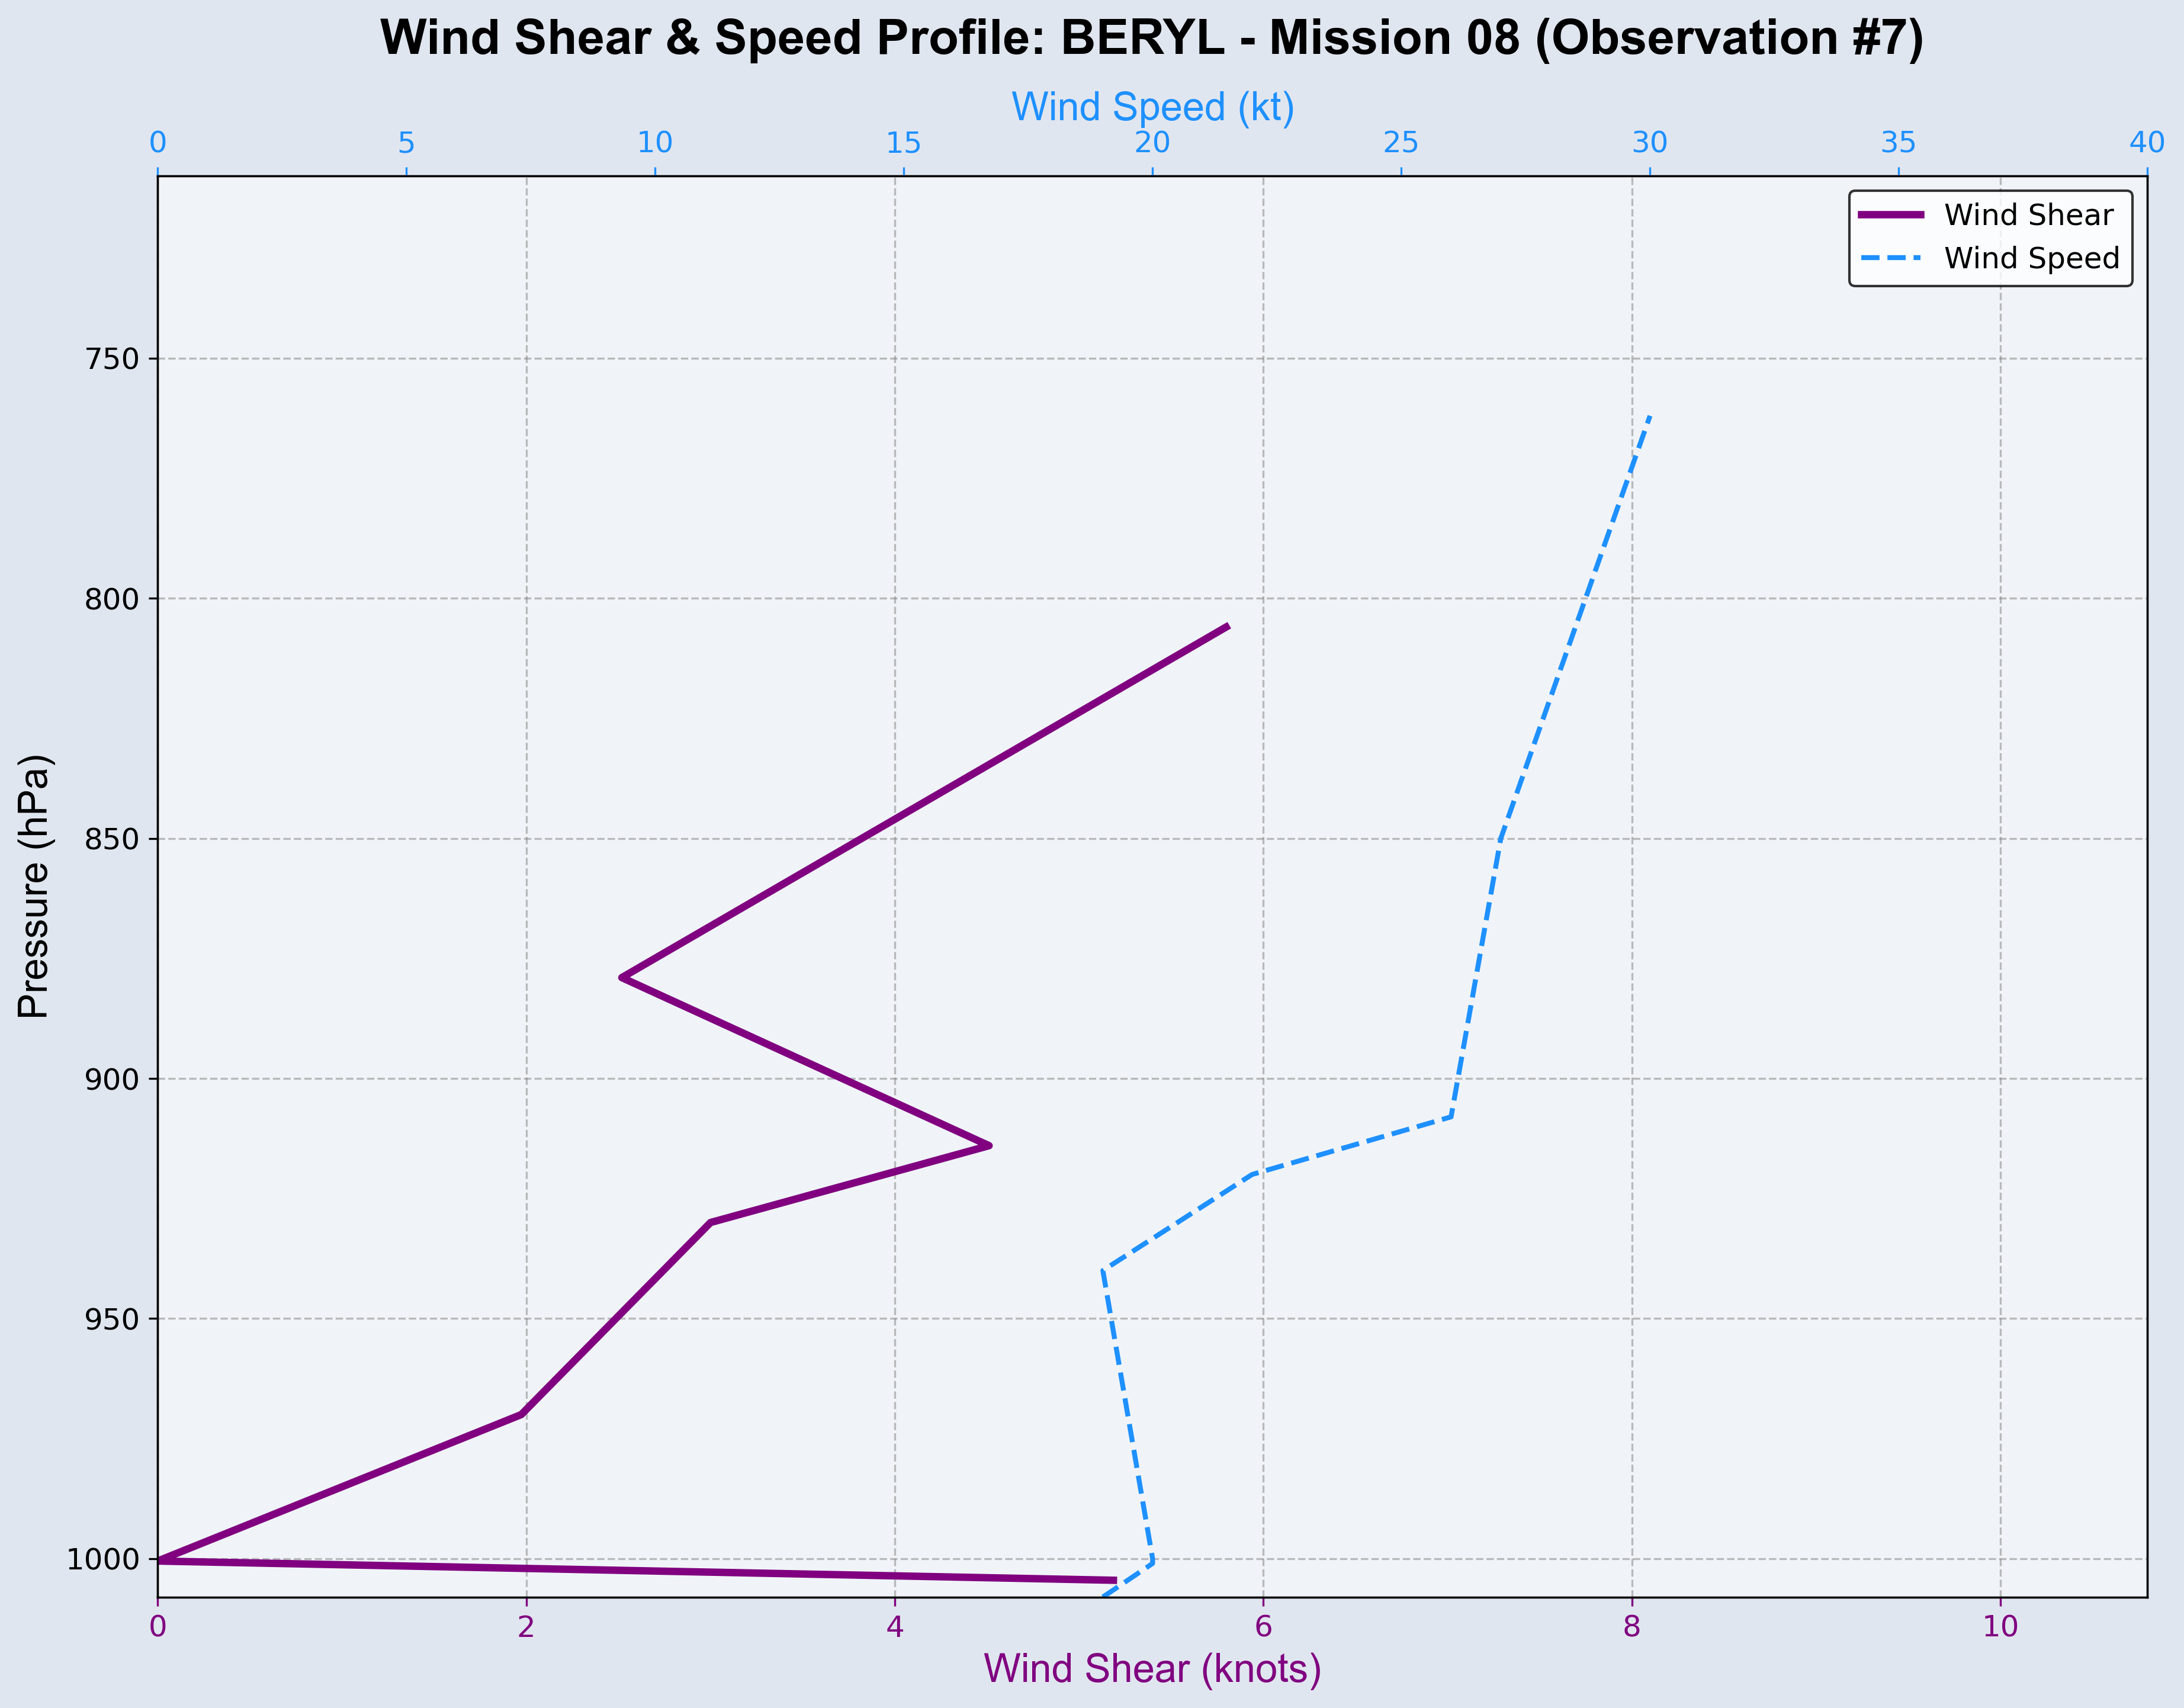 Wind Shear & Speed Profile: BERYL - Mission 08 (Observation #7)
Wind Speed (kt)
0 5 10 15 20 25 30 35 40
Wind Shear
Wind Speed
750
800
850
900
950
1000
Pressure (hPa)
0 2 4 6 8 10
Wind Shear (knots)